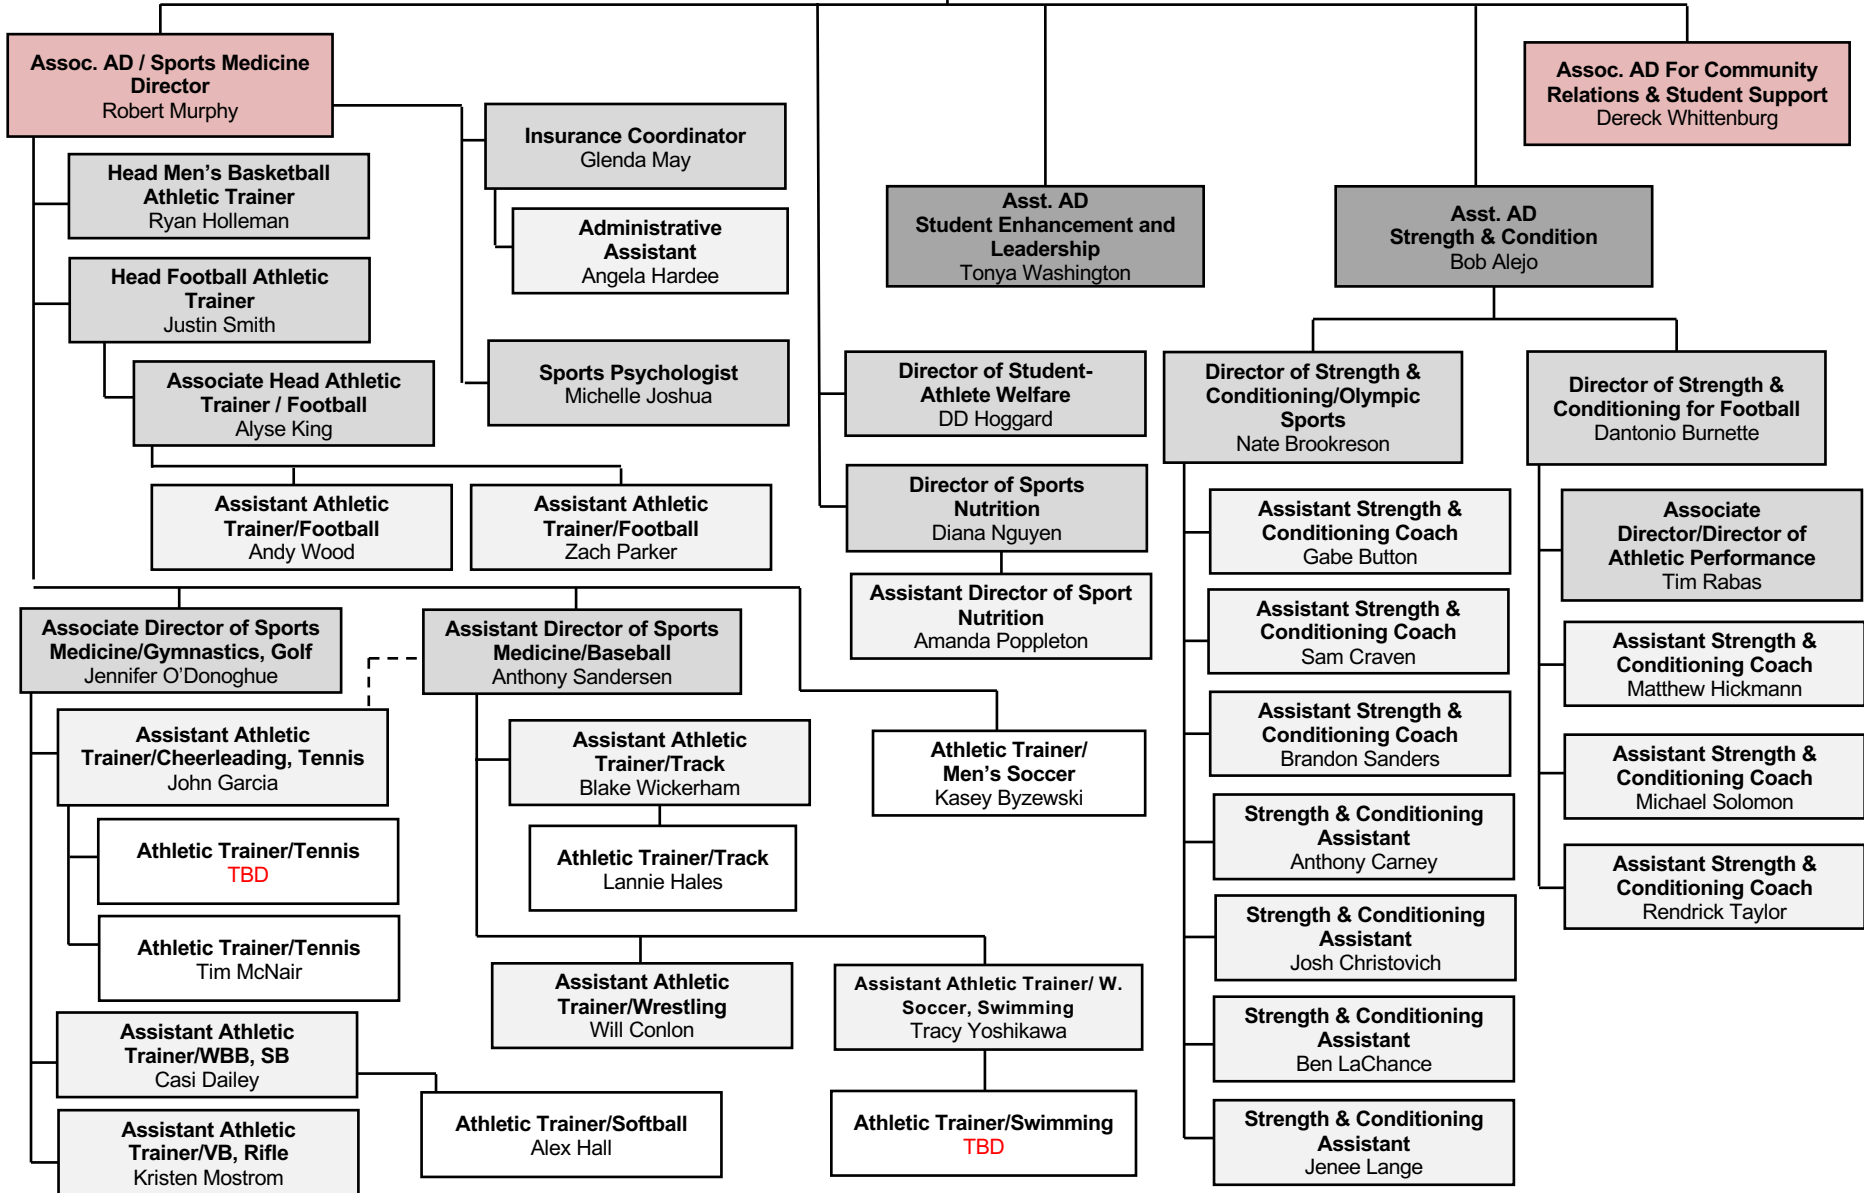 Assoc. AD / Sports Medicine
Director
Robert Murphy
Head Men’s Basketball
Athletic Trainer
Ryan Holleman
Head Football Athletic
Trainer
Justin Smith
Associate Head Athletic
Trainer / Football
Alyse King
Assistant Athletic
Trainer/Football
Andy Wood
Assistant Athletic
Trainer/Football
Zach Parker
Insurance Coordinator
Glenda May
Administrative
Assistant
Angela Hardee
Sports Psychologist
Michelle Joshua
Associate Director of Sports
Medicine/Gymnastics, Golf
Jennifer O’Donoghue
Assistant Athletic
Trainer/Cheerleading, Tennis
John Garcia
Athletic Trainer/Tennis
TBD
Athletic Trainer/Tennis
Tim McNair
Assistant Athletic
Trainer/WBB, SB
Casi Dailey
Athletic Trainer/Softball
Alex Hall
Assistant Athletic
Trainer/VB, Rifle
Kristen Mostrom
Assistant Director of Sports
Medicine/Baseball
Anthony Sandersen
Assistant Athletic
Trainer/Track
Blake Wickerham
Athletic Trainer/Track
Lannie Hales
Assistant Athletic
Trainer/Wrestling
Will Conlon
Assistant Athletic Trainer/ W.
Soccer, Swimming
Tracy Yoshikawa
Athletic Trainer/Swimming
TBD
Athletic Trainer/
Men’s Soccer
Kasey Byzewski
Director of Student-
Athlete Welfare
DD Hoggard
Director of Sports
Nutrition
Diana Nguyen
Assistant Director of Sport
Nutrition
Amanda Poppleton
Asst. AD
Student Enhancement and
Leadership
Tonya Washington
Asst. AD
Strength & Condition
Bob Alejo
Director of Strength &
Conditioning/Olympic
Sports
Nate Brookreson
Assistant Strength &
Conditioning Coach
Gabe Button
Assistant Strength &
Conditioning Coach
Sam Craven
Assistant Strength &
Conditioning Coach
Brandon Sanders
Strength & Conditioning
Assistant
Anthony Carney
Strength & Conditioning
Assistant
Josh Christovich
Strength & Conditioning
Assistant
Ben LaChance
Strength & Conditioning
Assistant
Jenee Lange
Director of Strength &
Conditioning for Football
Dantonio Burnette
Associate
Director/Director of
Athletic Performance
Tim Rabas
Assistant Strength &
Conditioning Coach
Matthew Hickmann
Assistant Strength &
Conditioning Coach
Michael Solomon
Assistant Strength &
Conditioning Coach
Rendrick Taylor
Assoc. AD For Community
Relations & Student Support
Dereck Whittenburg